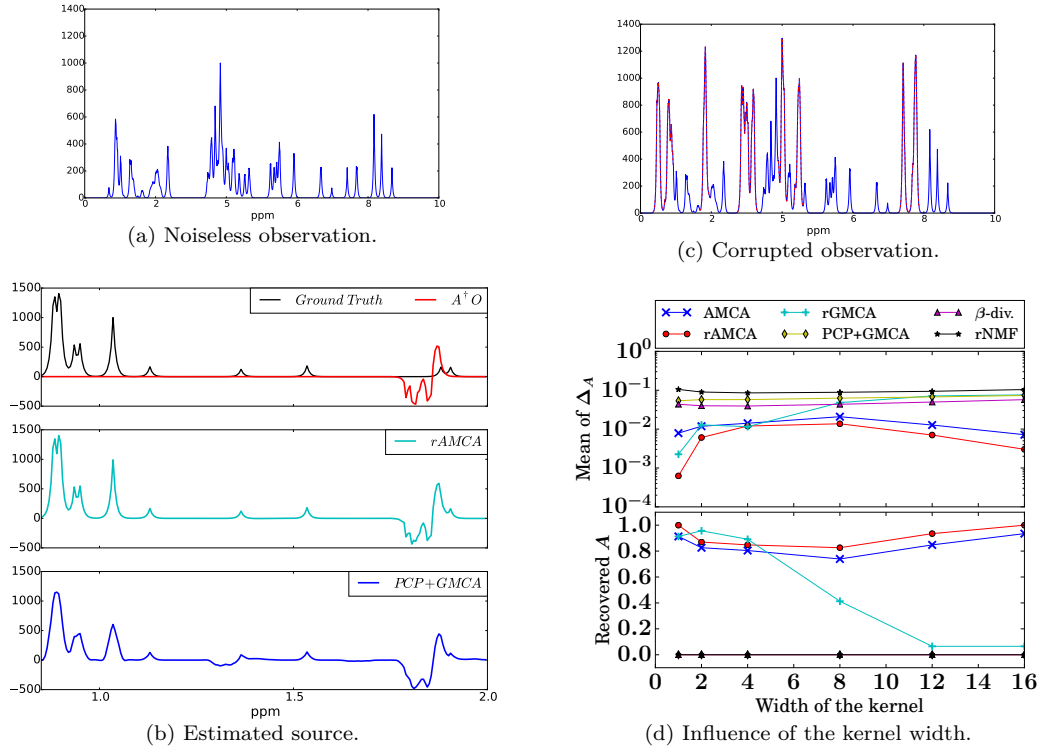 1400
1200
1000
800
600
400
200
0
0 2 4 6 8 10
ppm
(a) Noiseless observation.
1400
1200
1000
800
600
400
200
0
0 2 4 6 8 10
ppm
(c) Corrupted observation.
1500
1000
500
0
−500
Ground Truth A† O
1500
1000
500
0
−500
rAMCA
1500
1000
500
0
−500
PCP+GMCA
1.0 1.5 2.0
ppm
(b) Estimated source.
AMCA rGMCA β-div.
rAMCA PCP+GMCA rNMF
10⁰
10⁻¹
10⁻²
10⁻³
10⁻⁴
Mean of Δ_A
1.0
0.8
0.6
0.4
0.2
0.0
Recovered A
0 2 4 6 8 10 12 14 16
Width of the kernel
(d) Influence of the kernel width.